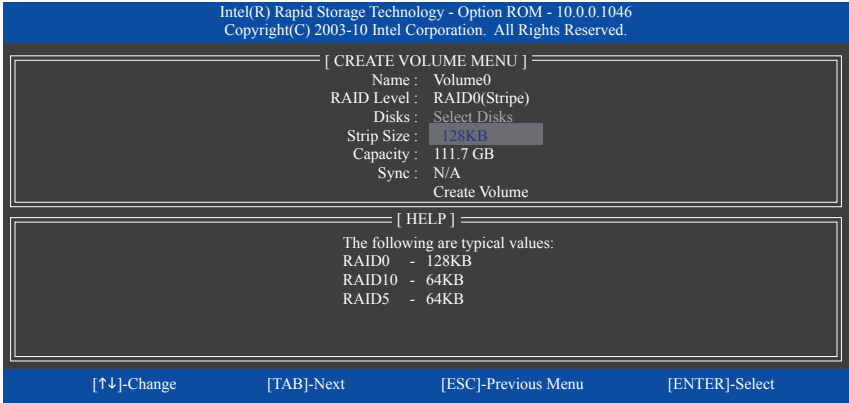 Intel(R) Rapid Storage Technology - Option ROM - 10.0.0.1046
Copyright(C) 2003-10 Intel Corporation. All Rights Reserved.
[ CREATE VOLUME MENU ]
Name : Volume0
RAID Level : RAID0(Stripe)
Disks : Select Disks
Strip Size : 128KB
Capacity : 111.7 GB
Sync : N/A
Create Volume
[ HELP ]
The following are typical values:
RAID0 - 128KB
RAID10 - 64KB
RAID5 - 64KB
[↑↓]-Change [TAB]-Next [ESC]-Previous Menu [ENTER]-Select